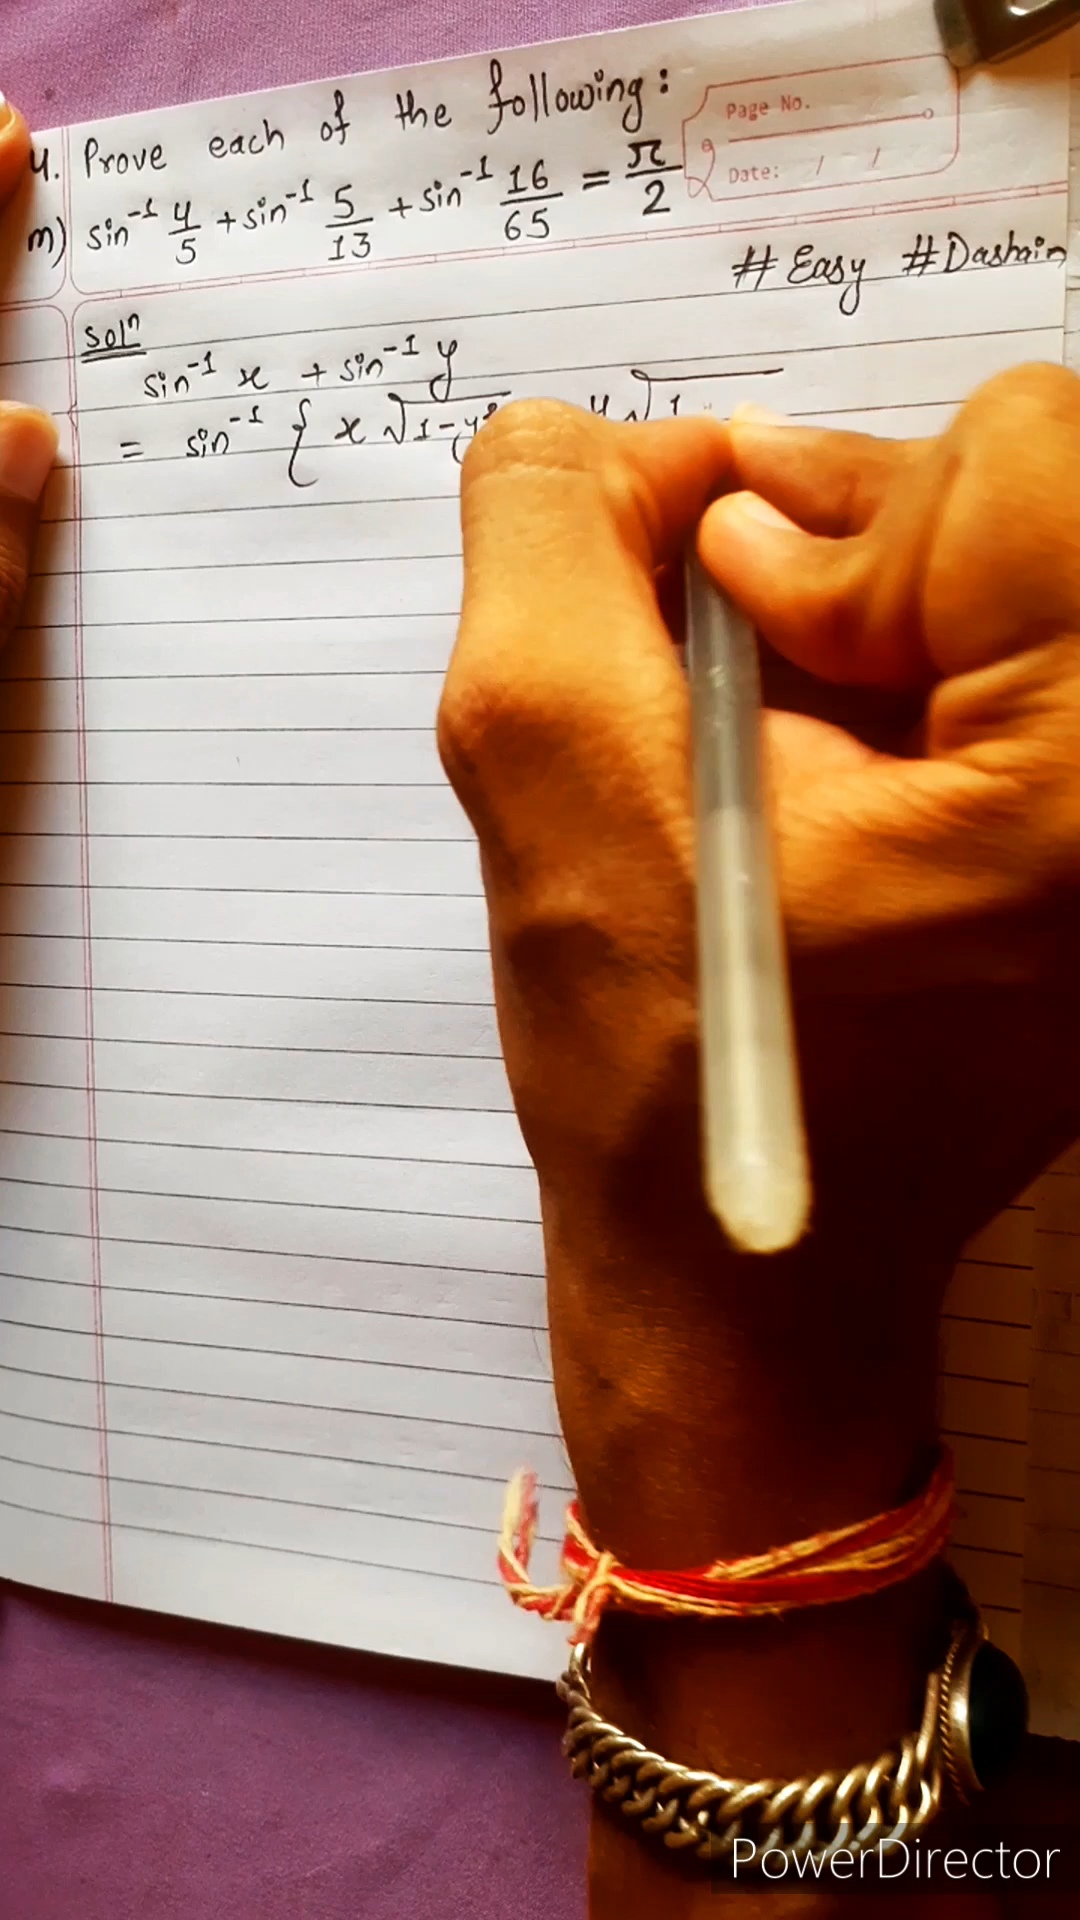 4. Prove each of the following:
m) sin⁻¹ 4/5 + sin⁻¹ 5/13 + sin⁻¹ 16/65 = π/2
Page No.
Date: / /
# Easy # Dashain
Solⁿ
sin⁻¹ x + sin⁻¹ y
= sin⁻¹ { x √1-y² y √1
PowerDirector